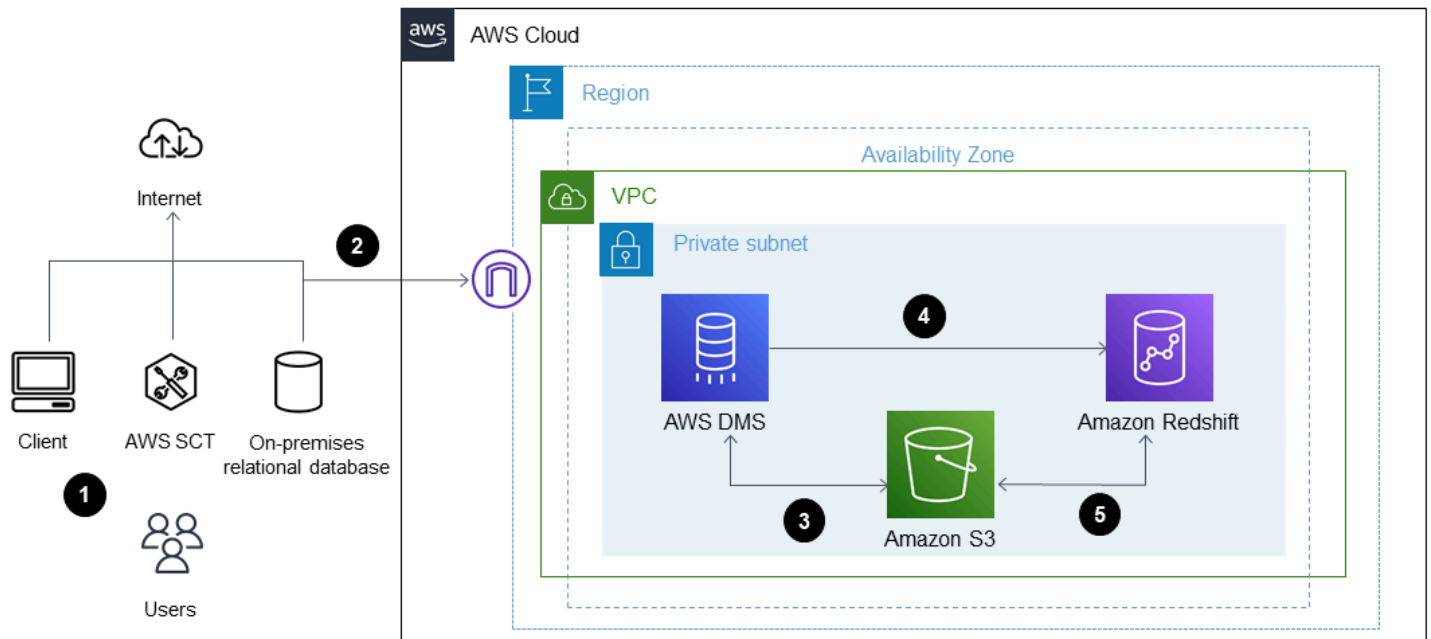 aws
AWS Cloud
Region
Availability Zone
VPC
Private subnet
Internet
2
4
AWS DMS
Amazon Redshift
Client
AWS SCT
On-premises
relational database
1
3
5
Amazon S3
Users